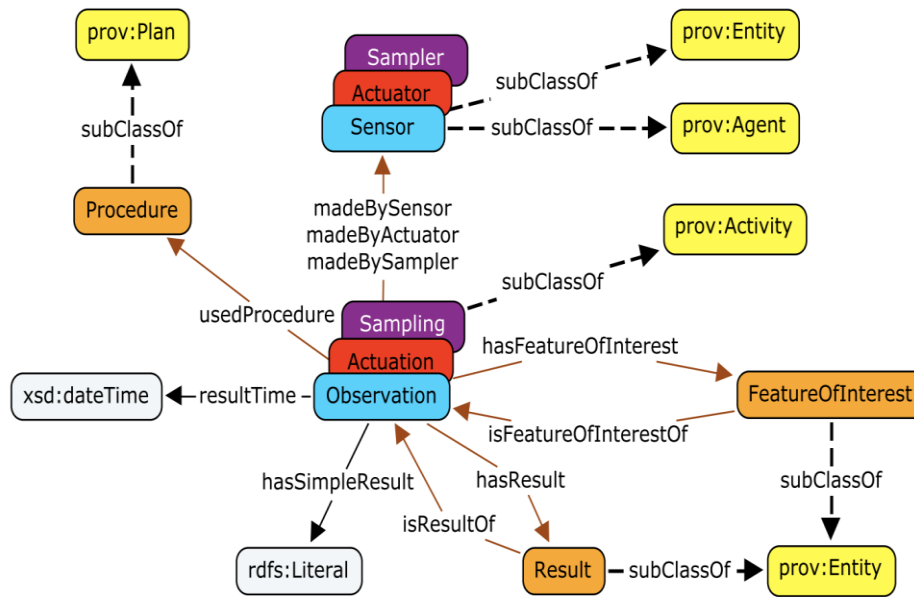 prov:Plan
Sampler
prov:Entity
subClassOf
Actuator
subClassOf
Sensor
subClassOf
prov:Agent
Procedure
madeBySensor
madeByActuator
madeBySampler
prov:Activity
subClassOf
usedProcedure
Sampling
hasFeatureOfInterest
Actuation
xsd:dateTime
resultTime
Observation
FeatureOfInterest
isFeatureOfInterestOf
hasSimpleResult
hasResult
subClassOf
isResultOf
rdfs:Literal
Result
subClassOf
prov:Entity